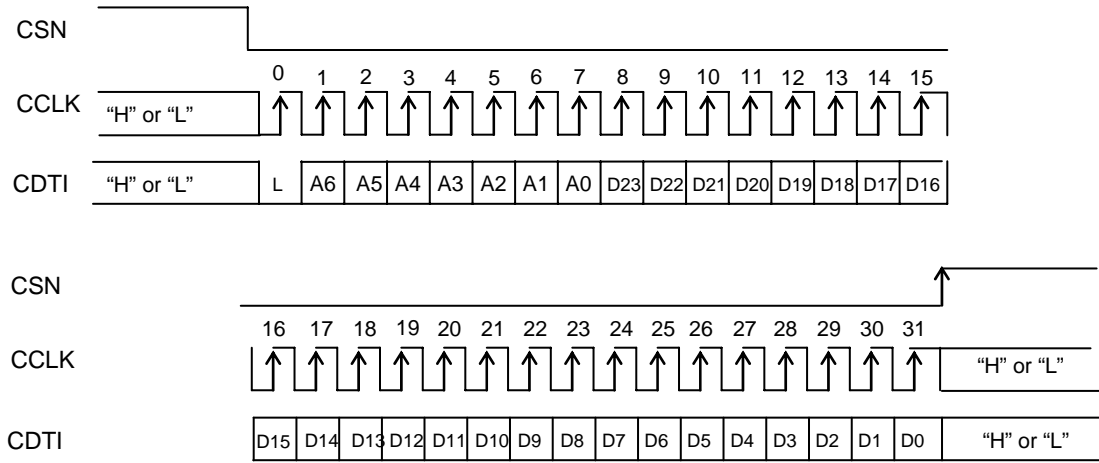 CSN
0 1 2 3 4 5 6 7 8 9 10 11 12 13 14 15
CCLK “H” or “L”
CDTI “H” or “L” L A6 A5 A4 A3 A2 A1 A0 D23 D22 D21 D20 D19 D18 D17 D16
CSN
16 17 18 19 20 21 22 23 24 25 26 27 28 29 30 31
CCLK “H” or “L”
CDTI D15 D14 D13 D12 D11 D10 D9 D8 D7 D6 D5 D4 D3 D2 D1 D0 “H” or “L”